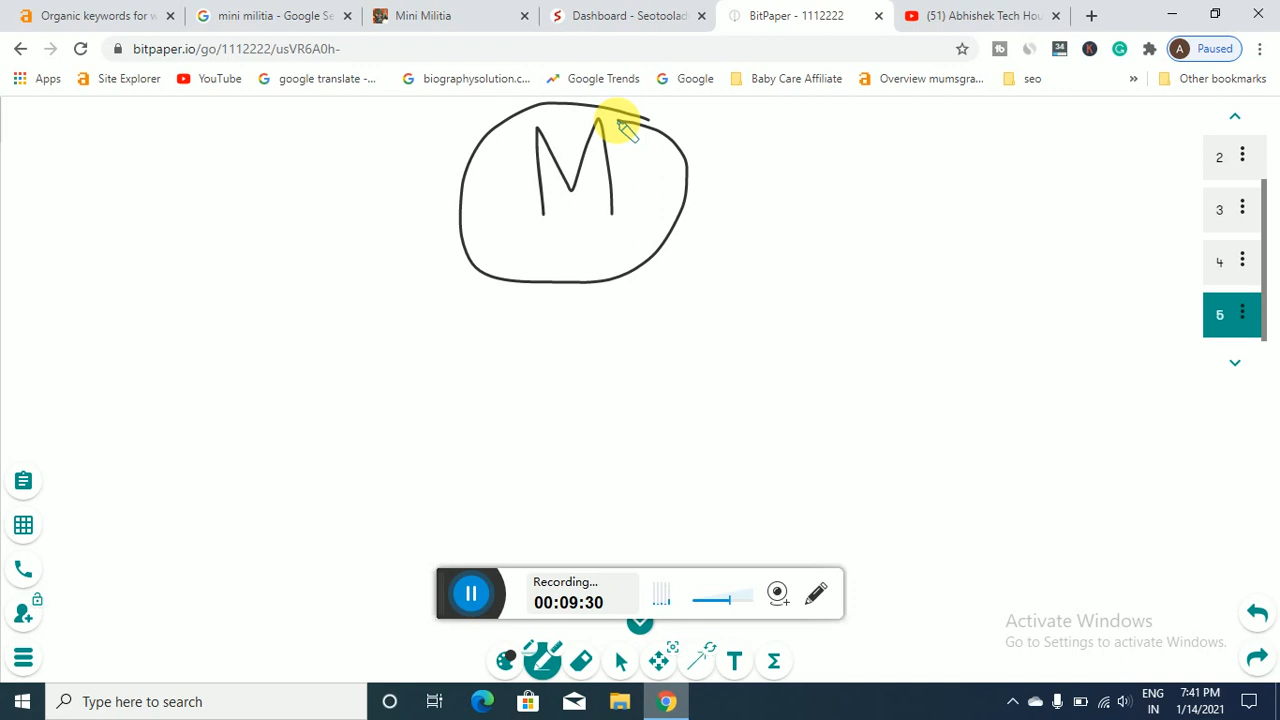 Organic keywords for w
mini militia - Google Se
Mini Militia
Dashboard - Seotoolad
BitPaper - 1112222
(51) Abhishek Tech Hou
bitpaper.io/go/1112222/usVR6A0h-
34
K
A Paused
Apps
Site Explorer
YouTube
google translate -...
biographysolution.c...
Google Trends
Google
Baby Care Affiliate
Overview mumsgra...
seo
»
Other bookmarks
M
2
3
4
5
Recording...
00:09:30
Activate Windows
Go to Settings to activate Windows.
T
Σ
Type here to search
ENG
IN
7:41 PM
1/14/2021